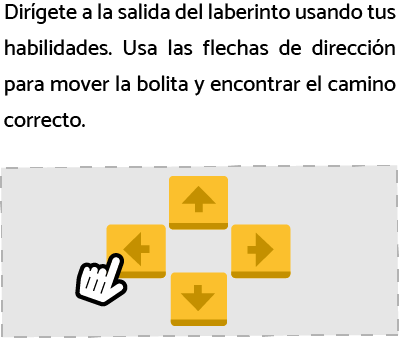 Dirígete a la salida del laberinto usando tus
habilidades. Usa las flechas de dirección
para mover la bolita y encontrar el camino
correcto.